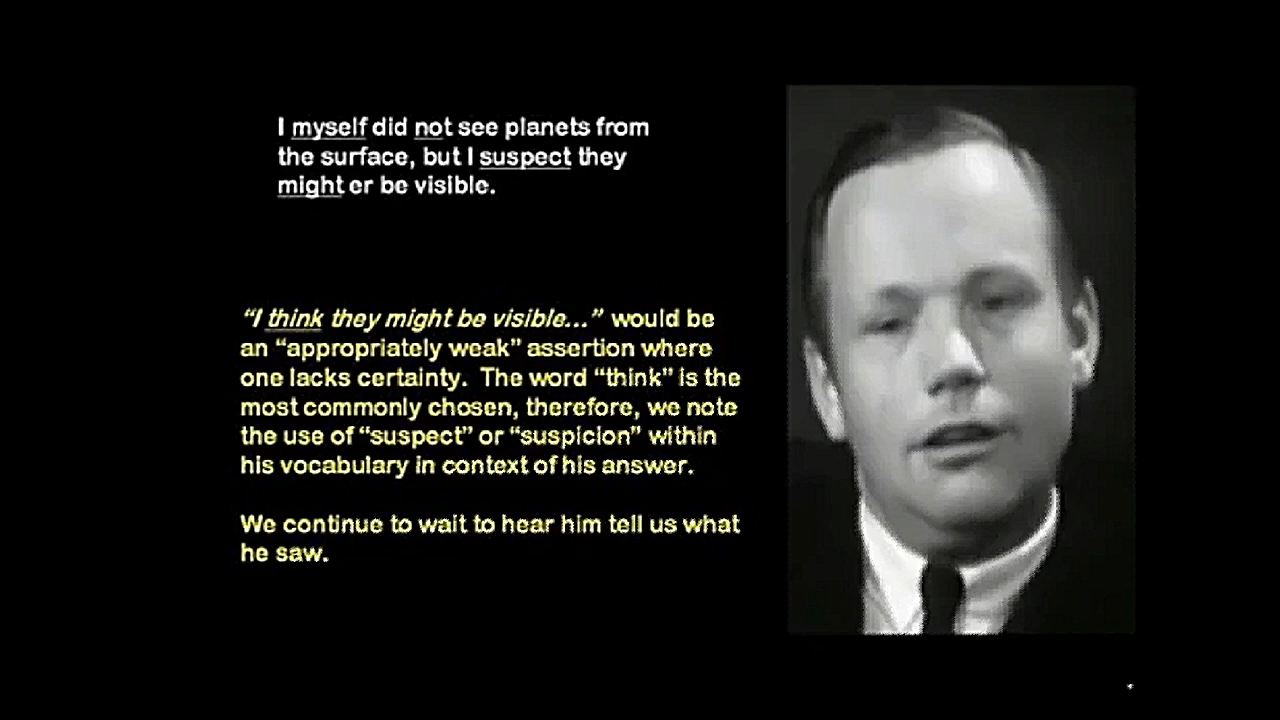 I myself did not see planets from
the surface, but I suspect they
might er be visible.
“I think they might be visible...” would be
an “appropriately weak” assertion where
one lacks certainty. The word “think” is the
most commonly chosen, therefore, we note
the use of “suspect” or “suspicion” within
his vocabulary in context of his answer.
We continue to wait to hear him tell us what
he saw.